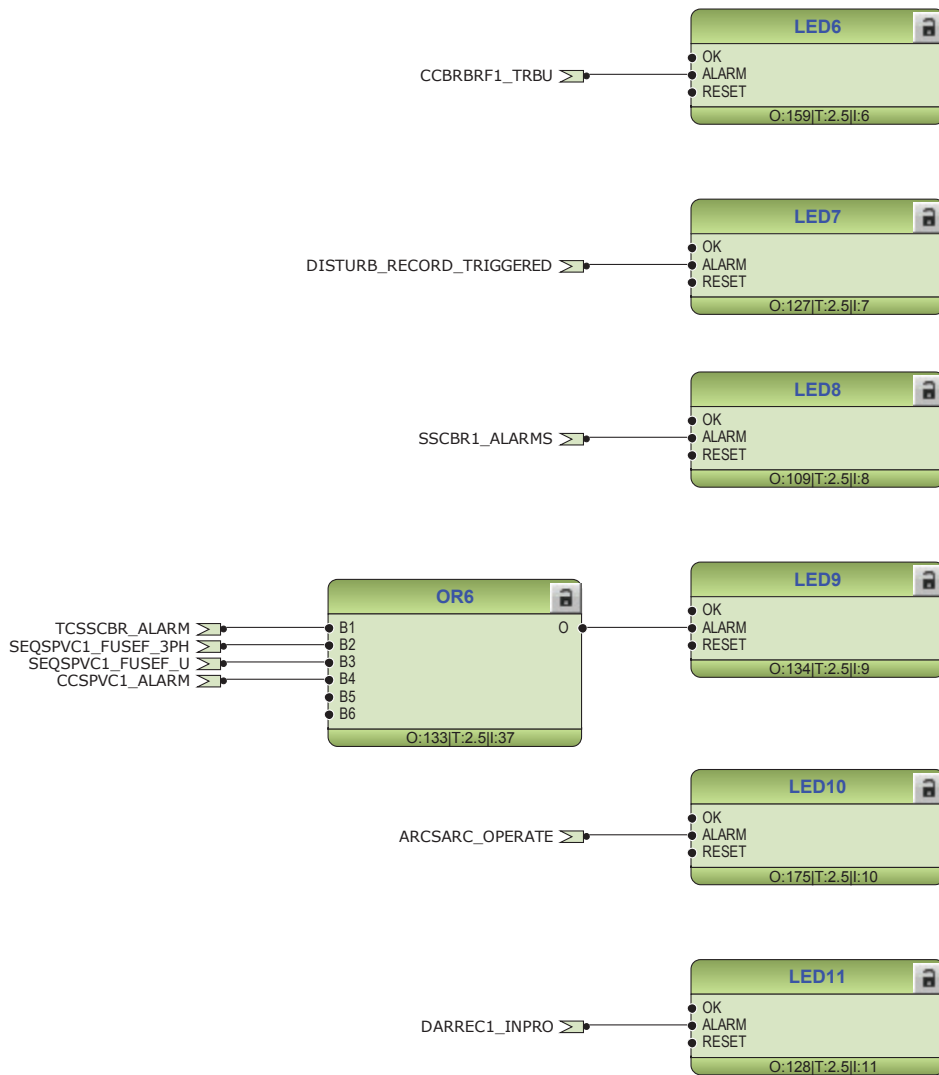 LED6
OK
CCBRBRF1_TRBU
ALARM
RESET
O:159|T:2.5|I:6
LED7
OK
DISTURB_RECORD_TRIGGERED
ALARM
RESET
O:127|T:2.5|I:7
LED8
OK
SSCBR1_ALARMS
ALARM
RESET
O:109|T:2.5|I:8
OR6
TCSSCBR_ALARM
SEQSPVC1_FUSEF_3PH
SEQSPVC1_FUSEF_U
CCSPVC1_ALARM
B1
B2
B3
B4
B5
B6
O
O:133|T:2.5|I:37
LED9
OK
ALARM
RESET
O:134|T:2.5|I:9
LED10
OK
ARCSARC_OPERATE
ALARM
RESET
O:175|T:2.5|I:10
LED11
OK
DARREC1_INPRO
ALARM
RESET
O:128|T:2.5|I:11